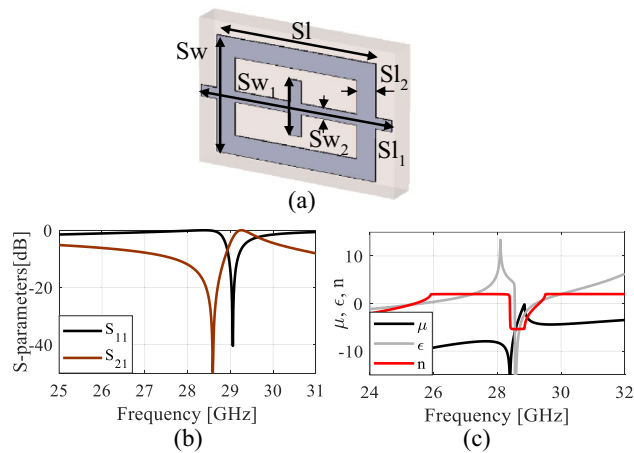 Sl
Sw
Sl2
Sw1
Sw2
Sl1
(a)
S-parameters[dB]
0
-20
-40
S11
S21
25
26
27
28
29
30
31
Frequency [GHz]
(b)
μ, ϵ, n
10
0
-10
μ
ϵ
n
24
26
28
30
32
Frequency [GHz]
(c)